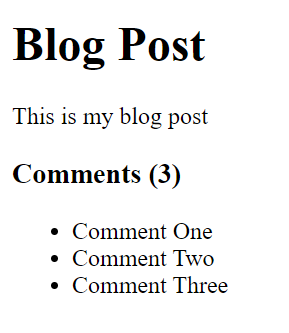 Blog Post
This is my blog post
Comments (3)
Comment One
Comment Two
Comment Three